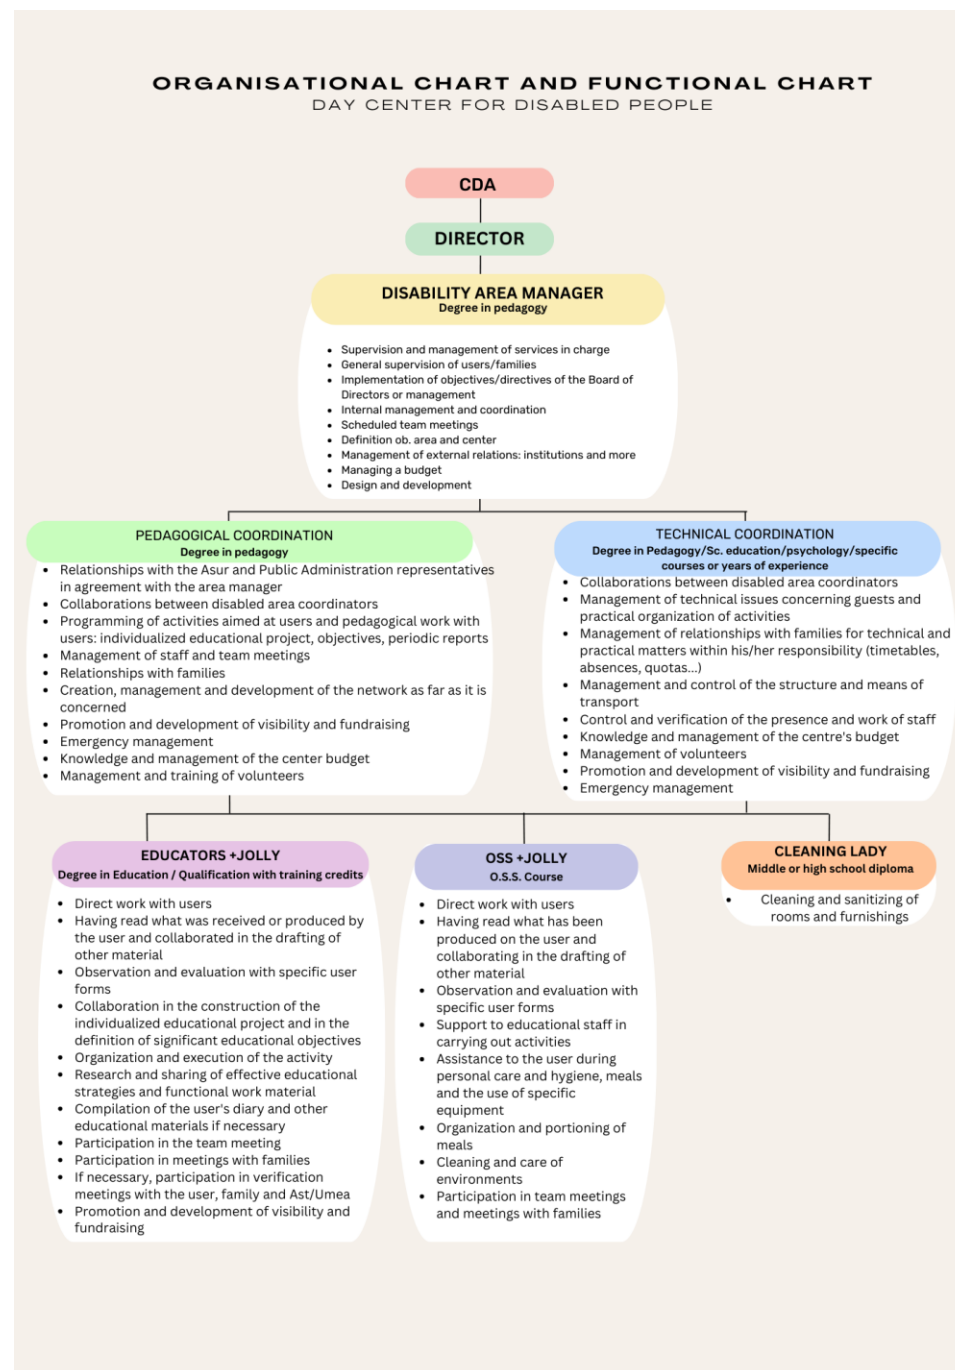 ORGANISATIONAL CHART AND FUNCTIONAL CHART
DAY CENTER FOR DISABLED PEOPLE
CDA
DIRECTOR
DISABILITY AREA MANAGER
Degree in pedagogy
• Supervision and management of services in charge
• General supervision of users/families
• Implementation of objectives/directives of the Board of
Directors or management
• Internal management and coordination
• Scheduled team meetings
• Definition ob. area and center
• Management of external relations: institutions and more
• Managing a budget
• Design and development
PEDAGOGICAL COORDINATION
Degree in pedagogy
• Relationships with the Asur and Public Administration representatives
in agreement with the area manager
• Collaborations between disabled area coordinators
• Programming of activities aimed at users and pedagogical work with
users: individualized educational project, objectives, periodic reports
• Management of staff and team meetings
• Relationships with families
• Creation, management and development of the network as far as it is
concerned
• Promotion and development of visibility and fundraising
• Emergency management
• Knowledge and management of the center budget
• Management and training of volunteers
TECHNICAL COORDINATION
Degree in Pedagogy/Sc. education/psychology/specific
courses or years of experience
• Collaborations between disabled area coordinators
• Management of technical issues concerning guests and
practical organization of activities
• Management of relationships with families for technical and
practical matters within his/her responsibility (timetables,
absences, quotas...)
• Management and control of the structure and means of
transport
• Control and verification of the presence and work of staff
• Knowledge and management of the centre's budget
• Management of volunteers
• Promotion and development of visibility and fundraising
• Emergency management
EDUCATORS +JOLLY
Degree in Education / Qualification with training credits
• Direct work with users
• Having read what was received or produced by
the user and collaborated in the drafting of
other material
• Observation and evaluation with specific user
forms
• Collaboration in the construction of the
individualized educational project and in the
definition of significant educational objectives
• Organization and execution of the activity
• Research and sharing of effective educational
strategies and functional work material
• Compilation of the user's diary and other
educational materials if necessary
• Participation in the team meeting
• Participation in meetings with families
• If necessary, participation in verification
meetings with the user, family and Ast/Umea
• Promotion and development of visibility and
fundraising
OSS +JOLLY
O.S.S. Course
• Direct work with users
• Having read what has been
produced on the user and
collaborating in the drafting of
other material
• Observation and evaluation with
specific user forms
• Support to educational staff in
carrying out activities
• Assistance to the user during
personal care and hygiene, meals
and the use of specific
equipment
• Organization and portioning of
meals
• Cleaning and care of
environments
• Participation in team meetings
and meetings with families
CLEANING LADY
Middle or high school diploma
• Cleaning and sanitizing of
rooms and furnishings